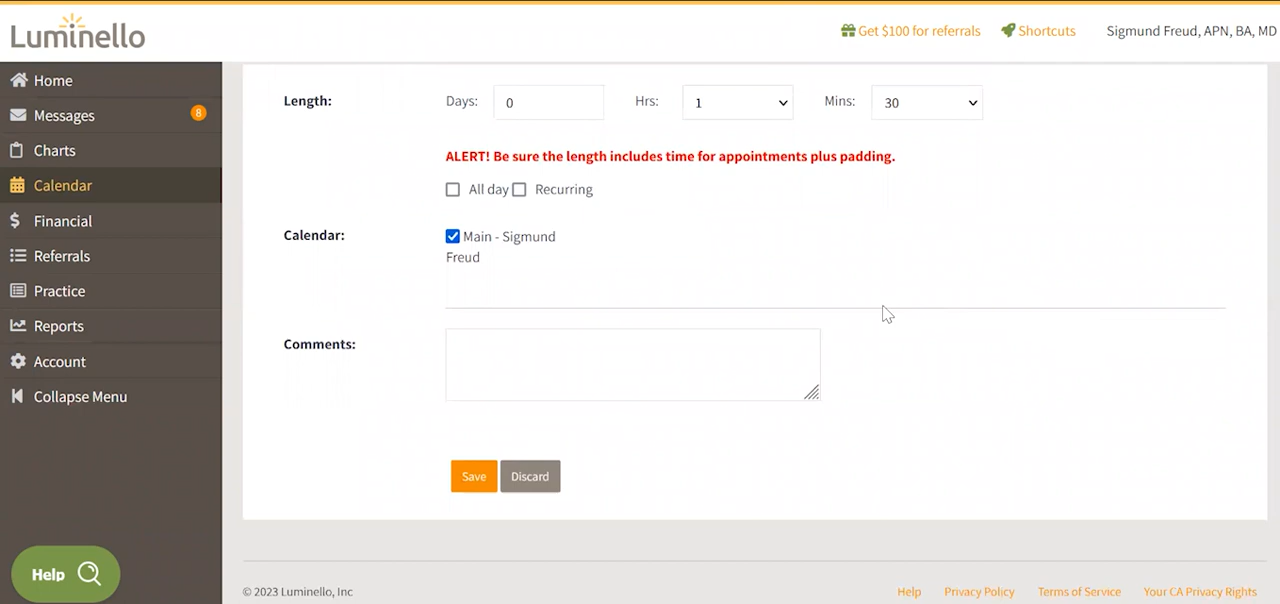 Luminello
Get $100 for referrals
Shortcuts
Sigmund Freud, APN, BA, MD
Home
Messages 8
Charts
Calendar
Financial
Referrals
Practice
Reports
Account
Collapse Menu
Help
Length: Days: 0 Hrs: 1 Mins: 30
ALERT! Be sure the length includes time for appointments plus padding.
All day Recurring
Calendar: Main - Sigmund
Freud
Comments:
Save Discard
© 2023 Luminello, Inc Help Privacy Policy Terms of Service Your CA Privacy Rights